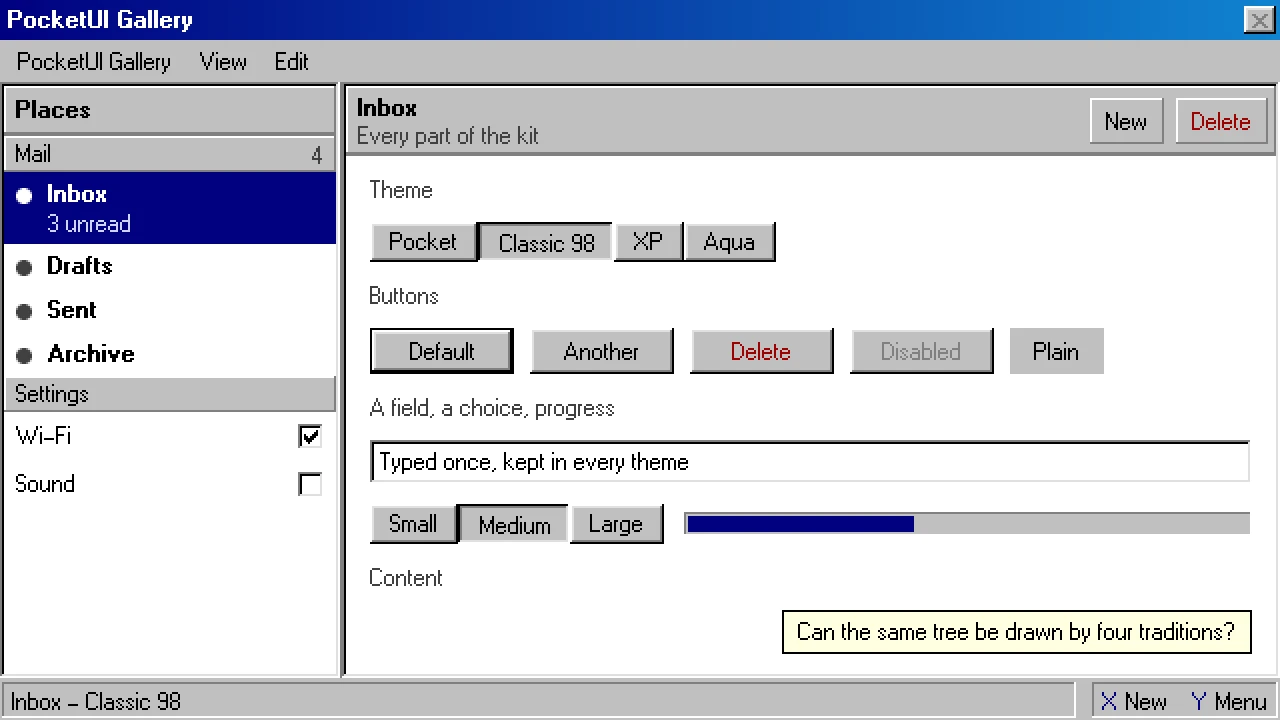 PocketUI Gallery
PocketUI Gallery View Edit
Places
Mail 4
Inbox
3 unread
Drafts
Sent
Archive
Settings
Wi-Fi
Sound
Inbox
Every part of the kit
New Delete
Theme
Pocket Classic 98 XP Aqua
Buttons
Default Another Delete Disabled Plain
A field, a choice, progress
Typed once, kept in every theme
Small Medium Large
Content
Can the same tree be drawn by four traditions?
Inbox – Classic 98
X New Y Menu